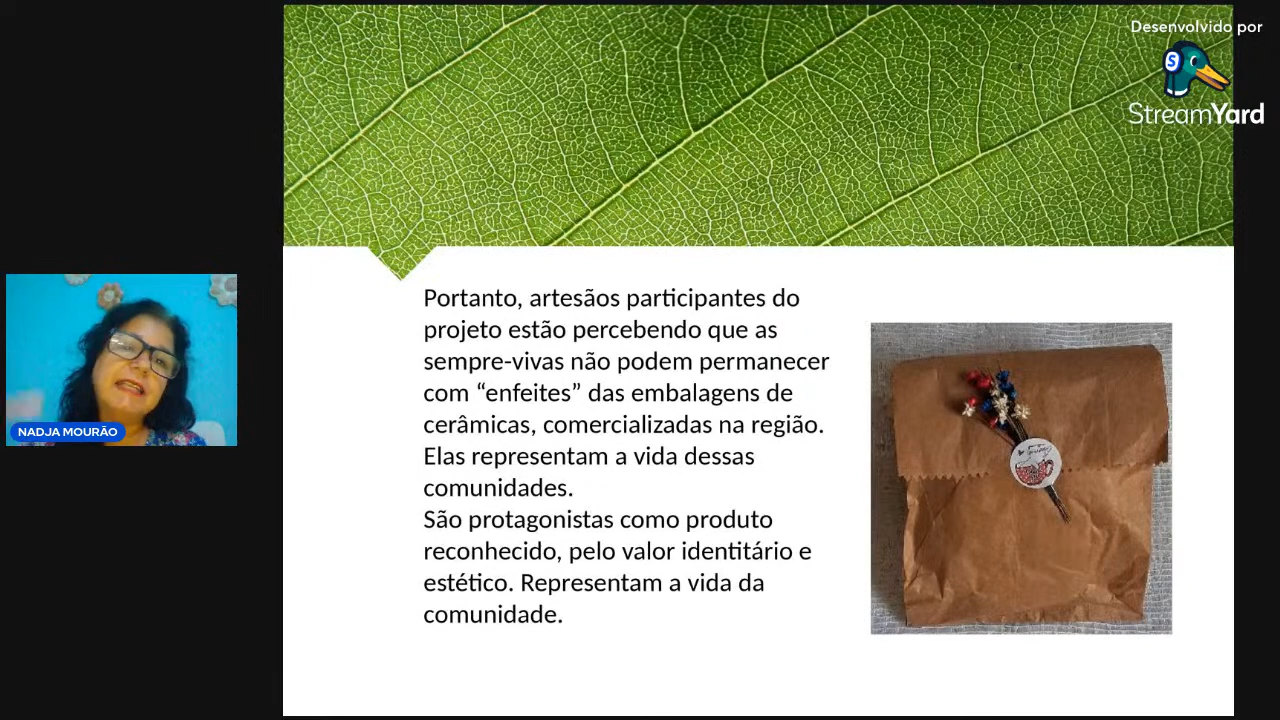 Desenvolvido por
S
StreamYard
Portanto, artesãos participantes do
projeto estão percebendo que as
sempre-vivas não podem permanecer
com “enfeites” das embalagens de
cerâmicas, comercializadas na região.
Elas representam a vida dessas
comunidades.
São protagonistas como produto
reconhecido, pelo valor identitário e
estético. Representam a vida da
comunidade.
NADJA MOURÃO